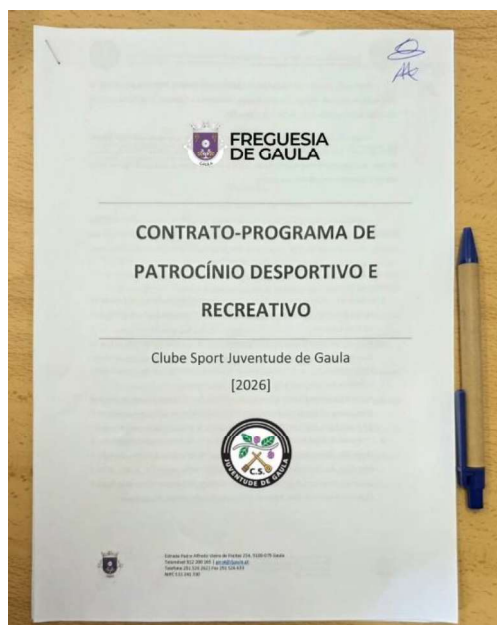 FREGUESIA
DE GAULA
CONTRATO-PROGRAMA DE
PATROCÍNIO DESPORTIVO E
RECREATIVO
Clube Sport Juventude de Gaula
[2026]
C.S.
JUVENTUDE DE GAULA